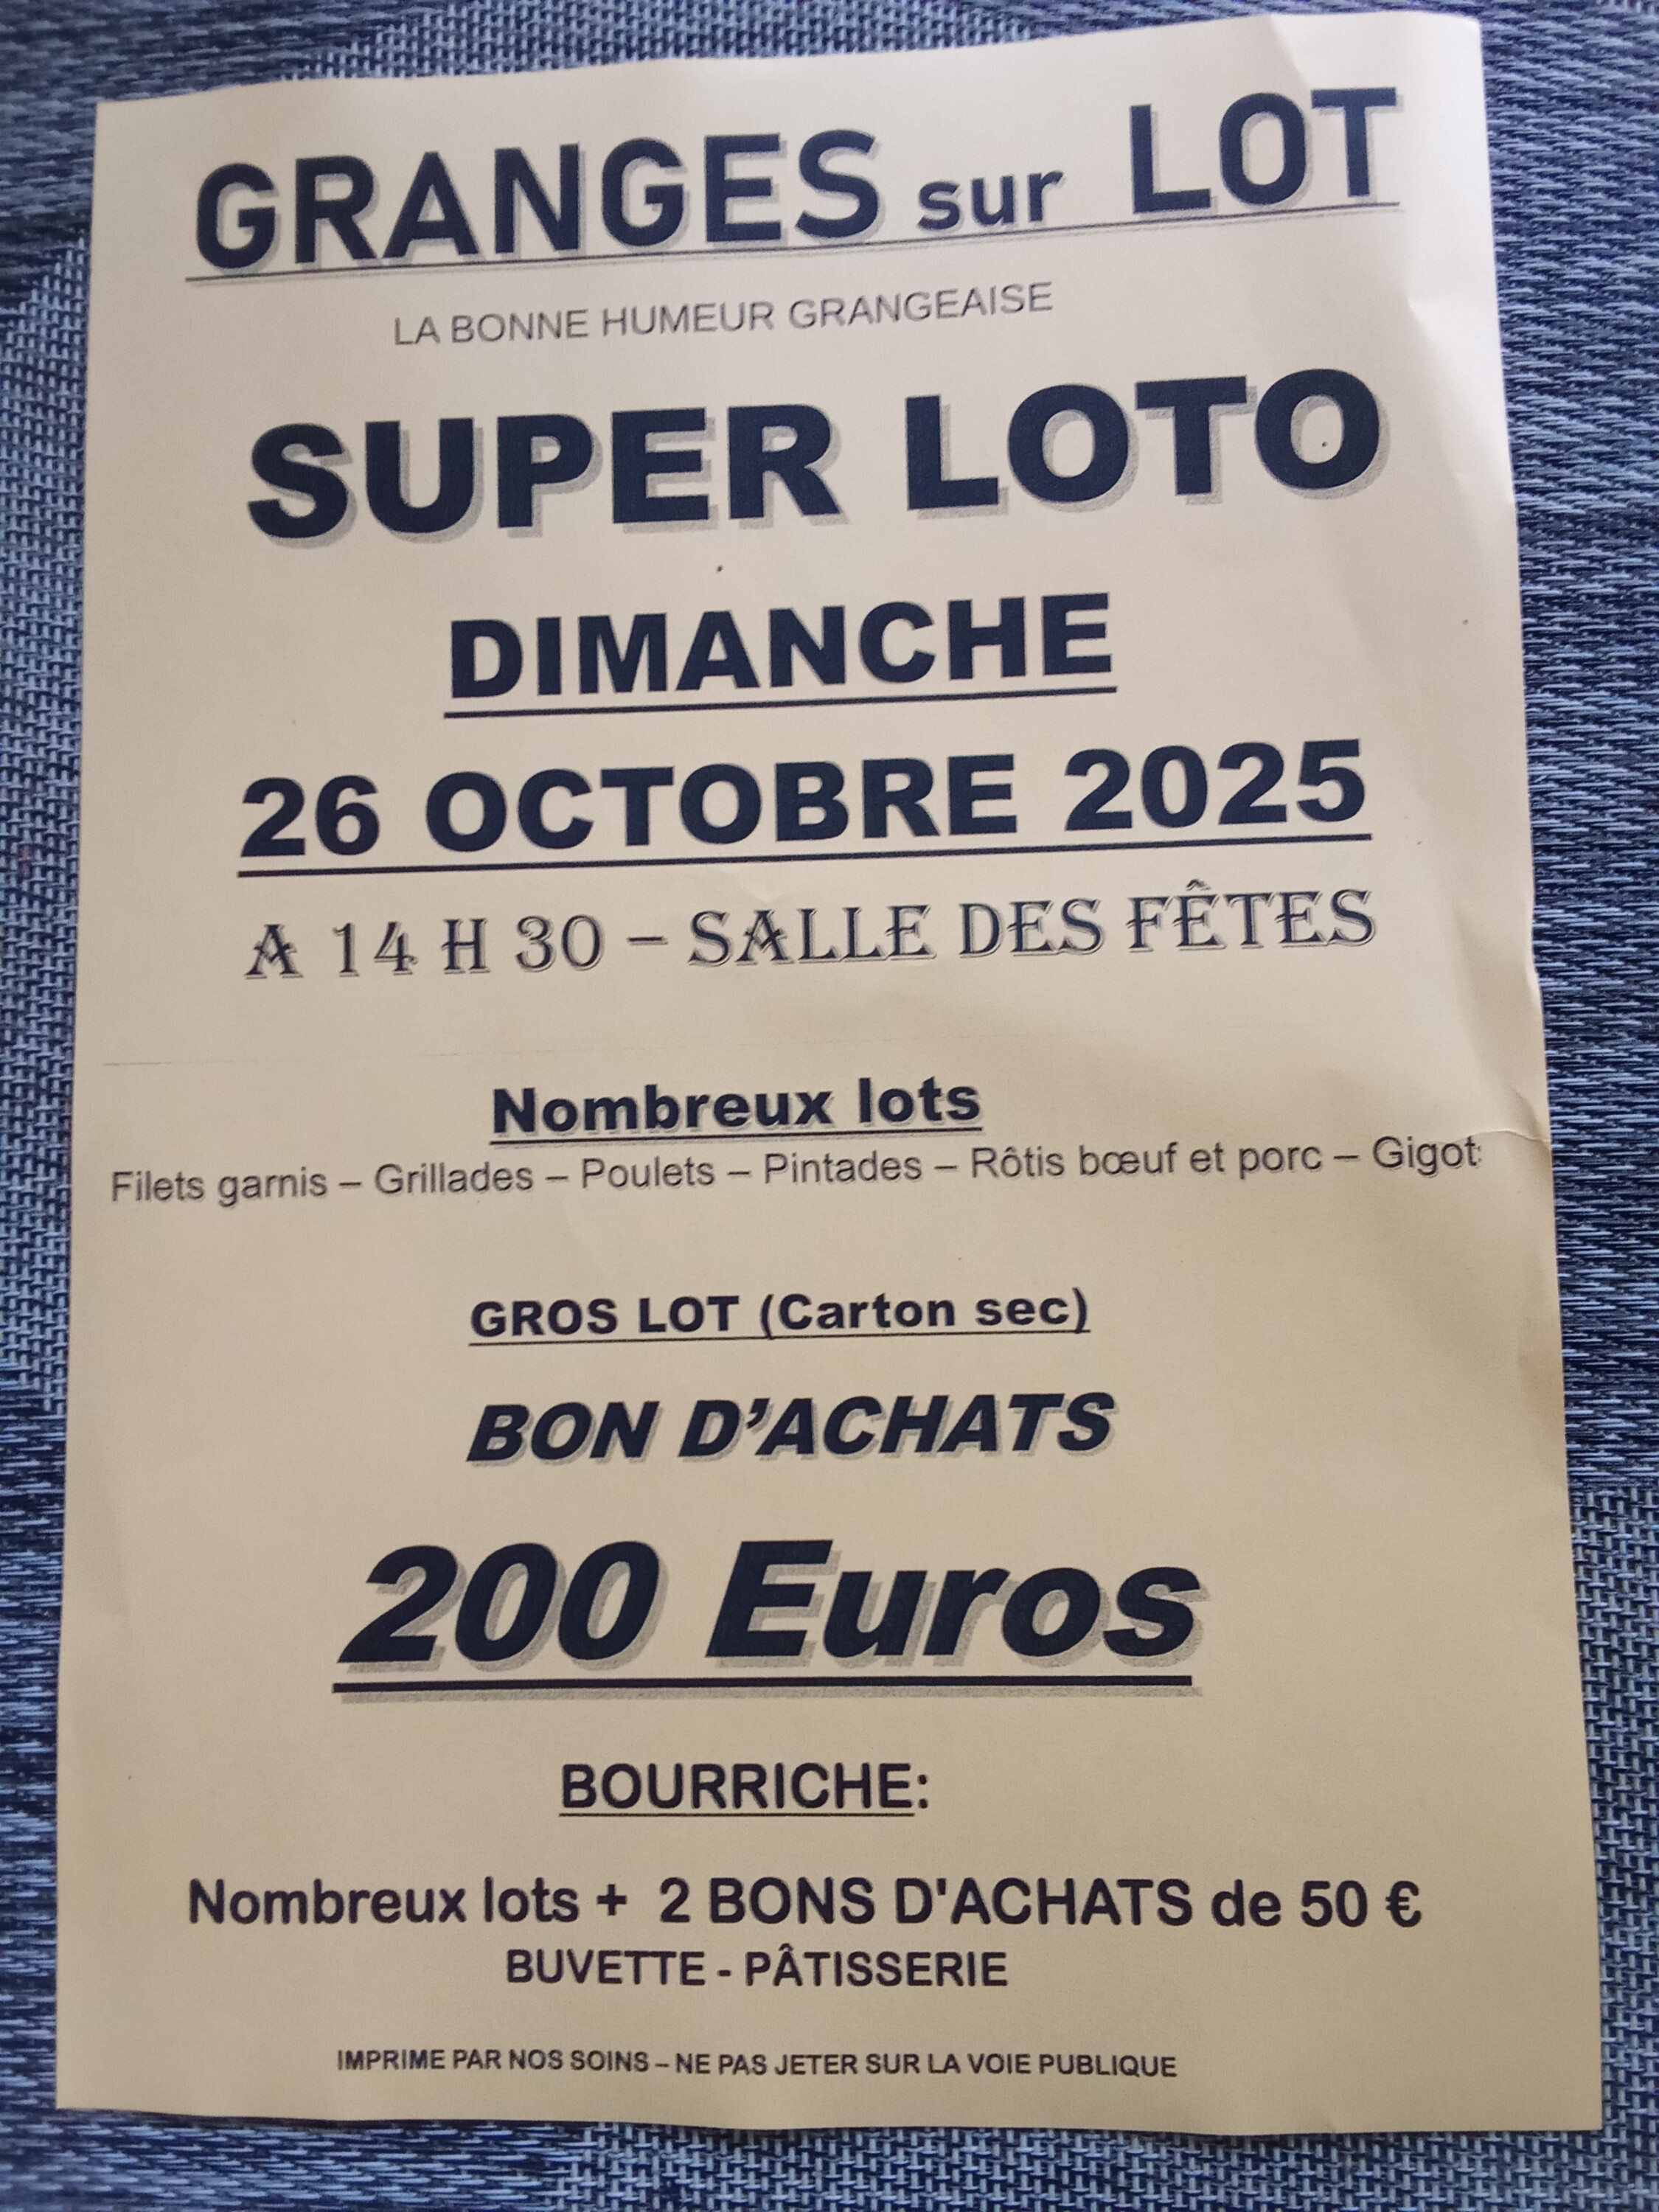 GRANGES sur LOT
LA BONNE HUMEUR GRANGEAISE
SUPER LOTO
DIMANCHE
26 OCTOBRE 2025
A 14 H 30 – SALLE DES FÊTES
Nombreux lots
Filets garnis – Grillades – Poulets – Pintades – Rôtis bœuf et porc – Gigot
GROS LOT (Carton sec)
BON D’ACHATS
200 Euros
BOURRICHE:
Nombreux lots + 2 BONS D'ACHATS de 50 €
BUVETTE - PÂTISSERIE
IMPRIME PAR NOS SOINS – NE PAS JETER SUR LA VOIE PUBLIQUE